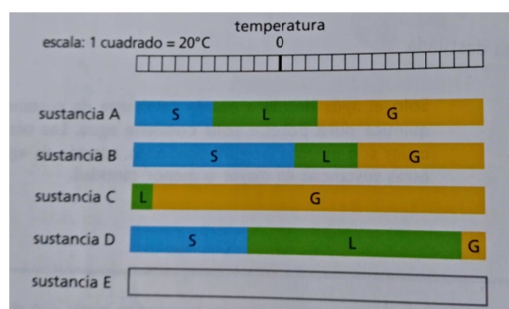 temperatura
escala: 1 cuadrado = 20°C 0
sustancia A S L G
sustancia B S L G
sustancia C L G
sustancia D S L G
sustancia E